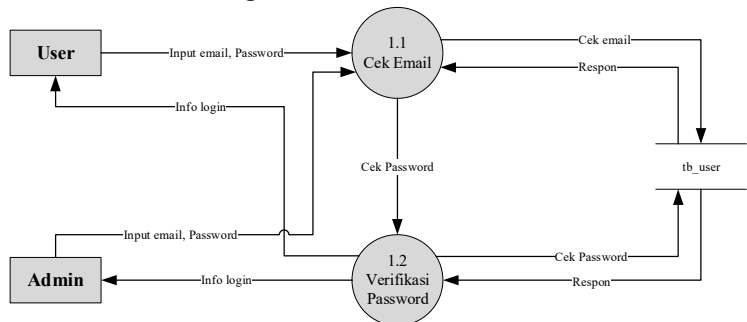 User
Input email, Password
1.1
Cek Email
Cek email
Respon
Info login
Cek Password
tb_user
Input email, Password
Admin
Info login
1.2
Verifikasi
Password
Cek Password
Respon